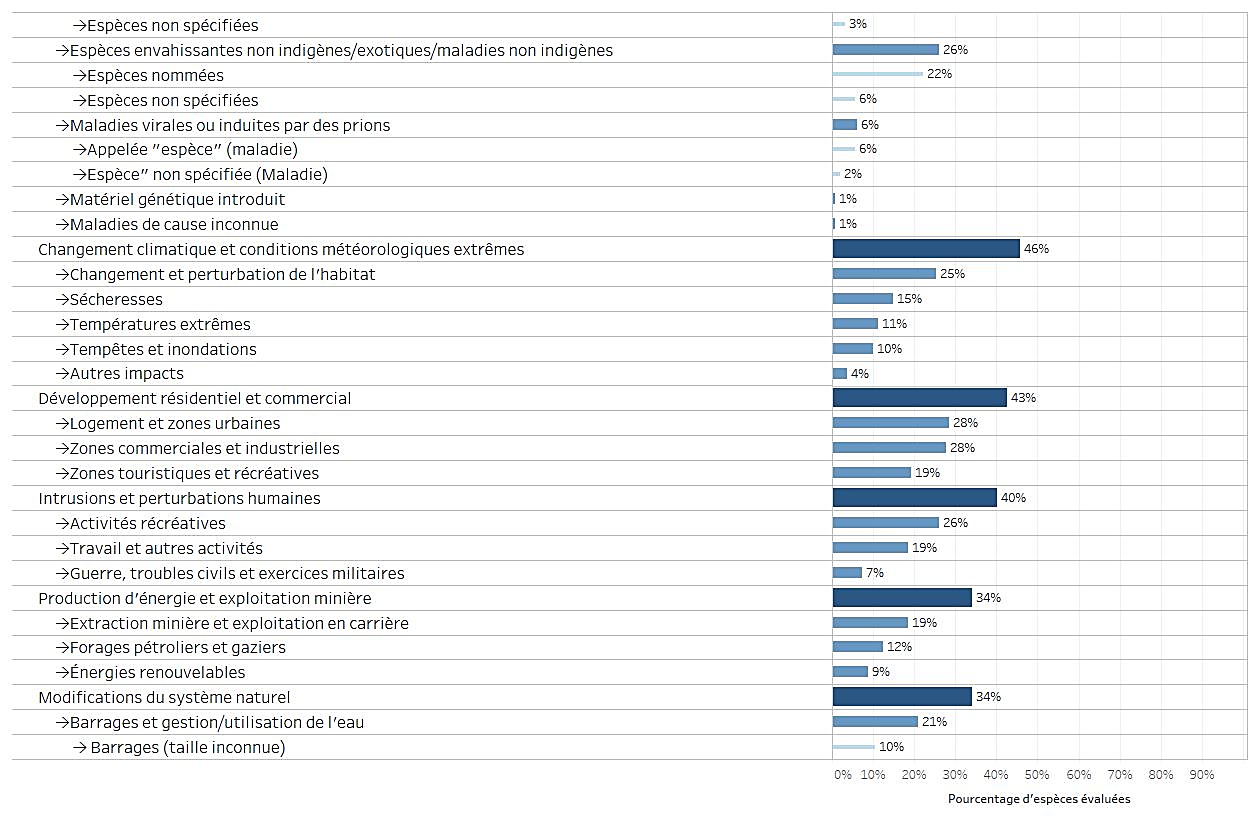 →Espèces non spécifiées 3%
→Espèces envahissantes non indigènes/exotiques/maladies non indigènes 26%
→Espèces nommées 22%
→Espèces non spécifiées 6%
→Maladies virales ou induites par des prions 6%
→Appelée "espèce" (maladie) 6%
→Espèce" non spécifiée (Maladie) 2%
→Matériel génétique introduit 1%
→Maladies de cause inconnue 1%
Changement climatique et conditions météorologiques extrêmes 46%
→Changement et perturbation de l'habitat 25%
→Sécheresses 15%
→Températures extrêmes 11%
→Tempêtes et inondations 10%
→Autres impacts 4%
Développement résidentiel et commercial 43%
→Logement et zones urbaines 28%
→Zones commerciales et industrielles 28%
→Zones touristiques et récréatives 19%
Intrusions et perturbations humaines 40%
→Activités récréatives 26%
→Travail et autres activités 19%
→Guerre, troubles civils et exercices militaires 7%
Production d'énergie et exploitation minière 34%
→Extraction minière et exploitation en carrière 19%
→Forages pétroliers et gaziers 12%
→Énergies renouvelables 9%
Modifications du système naturel 34%
→Barrages et gestion/utilisation de l'eau 21%
→ Barrages (taille inconnue) 10%
0% 10% 20% 30% 40% 50% 60% 70% 80% 90%
Pourcentage d'espèces évaluées